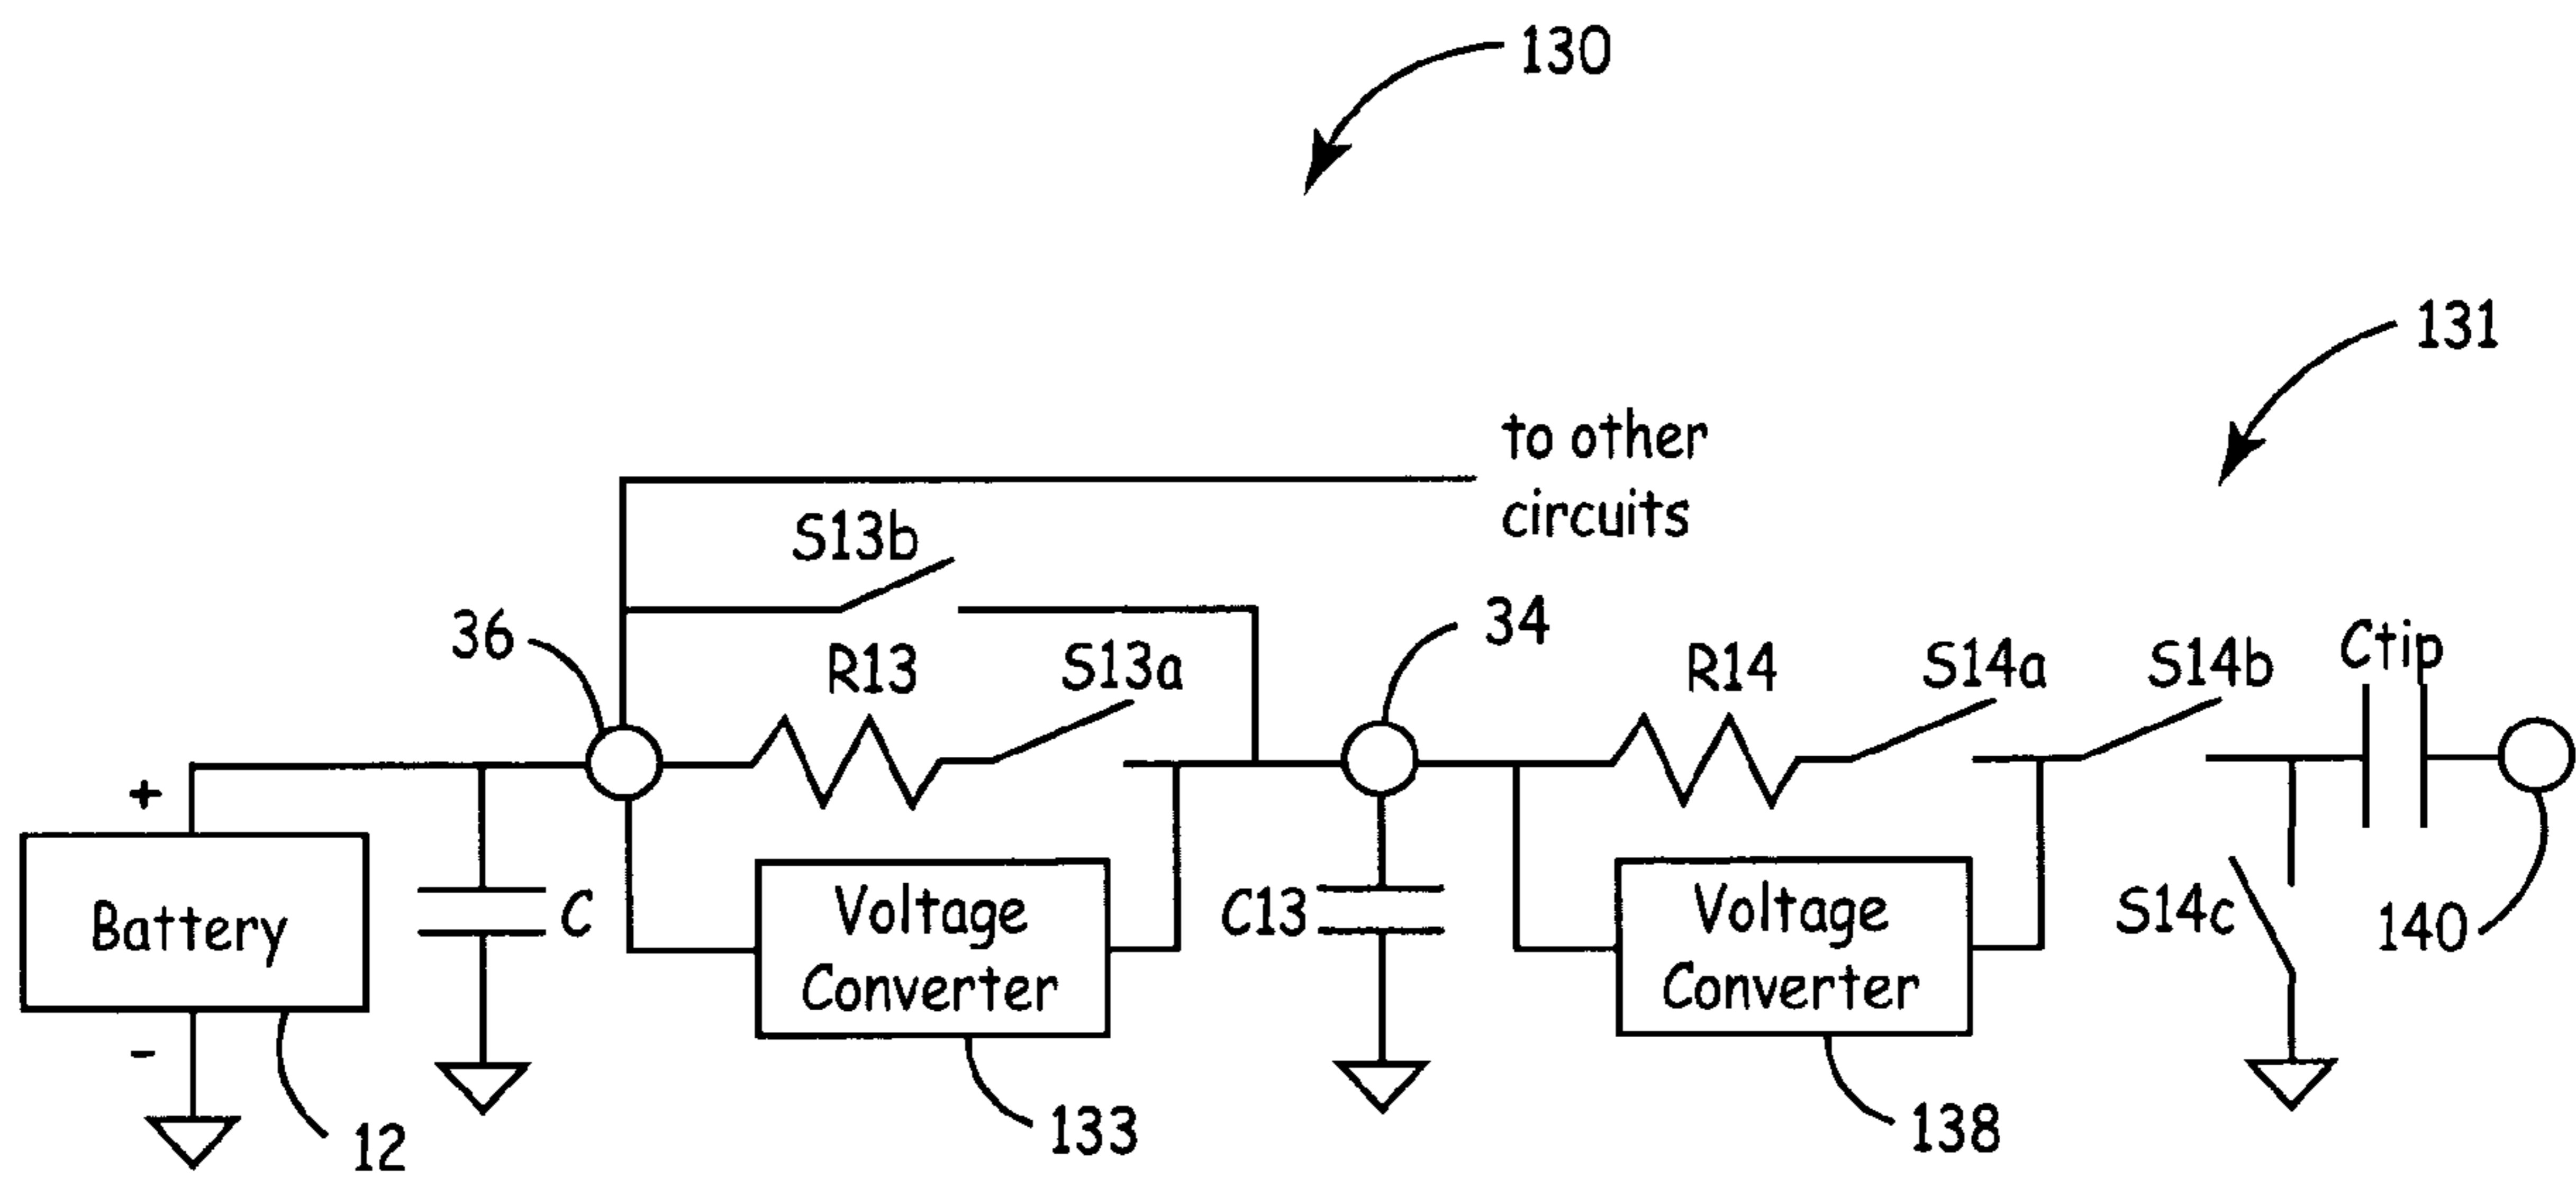 130
131
to other
circuits
S13b
36
34
R13
S13a
R14
S14a
S14b
Ctip
+
Battery
-
C
Voltage
Converter
C13
Voltage
Converter
S14c
140
12
133
138